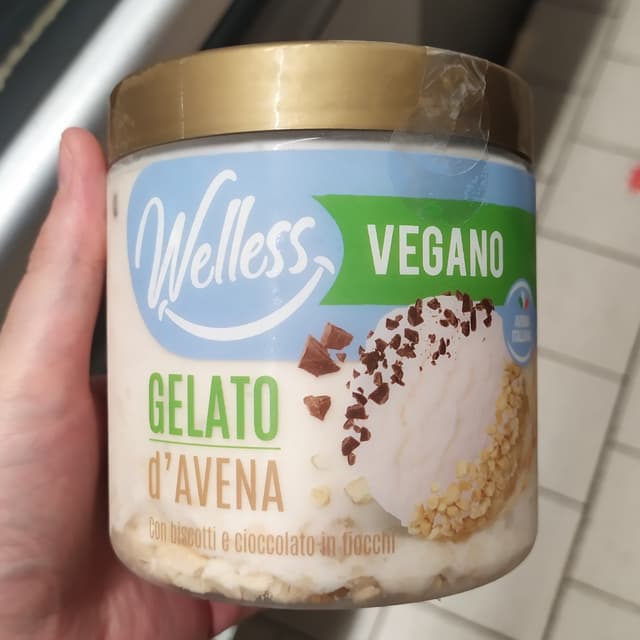 Welless
VEGANO
GELATO
d'AVENA
Con biscotti e cioccolato in fiocchi